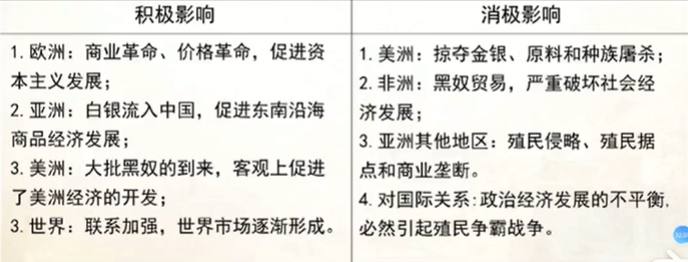 积极影响
1.欧洲：商业革命、价格革命，促进资
本主义发展；
2.亚洲：白银流入中国，促进东南沿海
商品经济发展；
3.美洲：大批黑奴的到来，客观上促进
了美洲经济的开发；
3.世界：联系加强，世界市场逐渐形成。
消极影响
1.美洲：掠夺金银、原料和种族屠杀；
2.非洲：黑奴贸易，严重破坏社会经
济发展；
3.亚洲其他地区：殖民侵略、殖民据
点和商业垄断。
4.对国际关系:政治经济发展的不平衡,
必然引起殖民争霸战争。